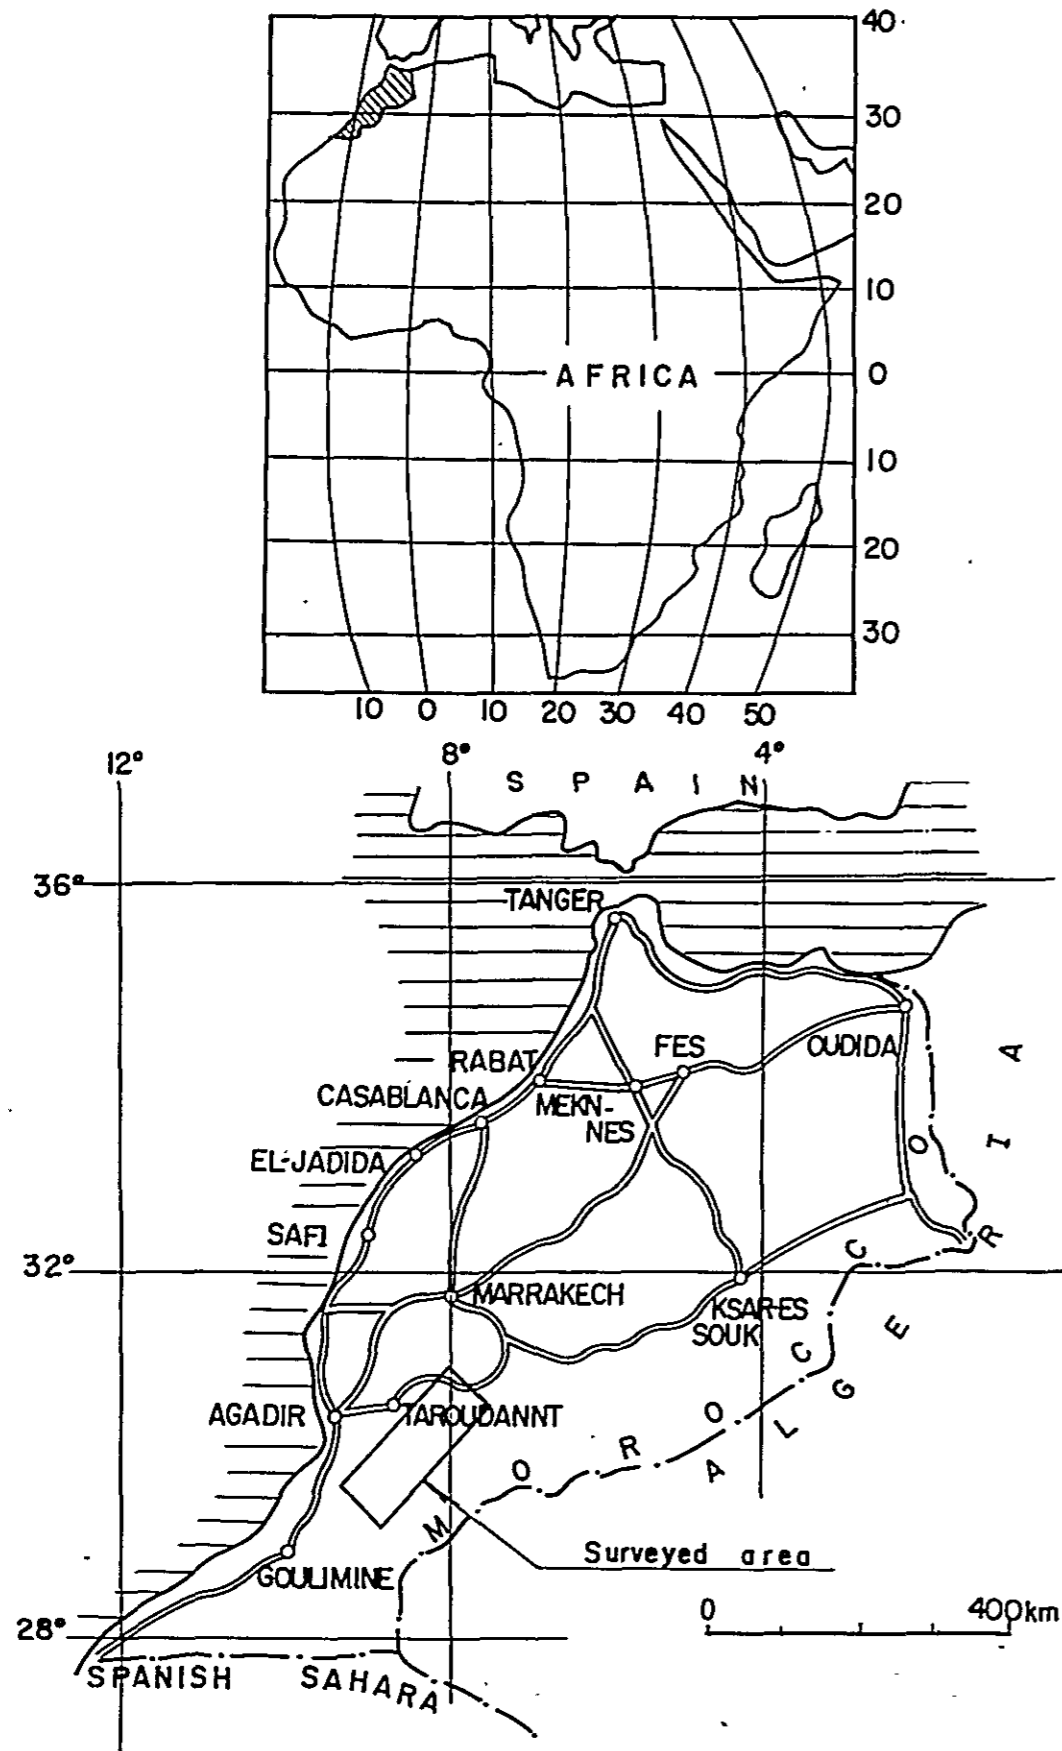 40
30
20
10
AFRICA
0
10
20
30
10 0 10 20 30 40 50
12° 8° 4°
SPAIN
36°
TANGER
RABAT
FES
OUDIDA
CASABLANCA
MEKN-
NES
EL-JADIDA
SAFI
32°
MARRAKECH
KSAR-ES
SOUK
AGADIR
TAROUDANNT
MOROCCO
ALGERIA
Surveyed area
GOULIMINE
0 400km
28°
SPANISH SAHARA